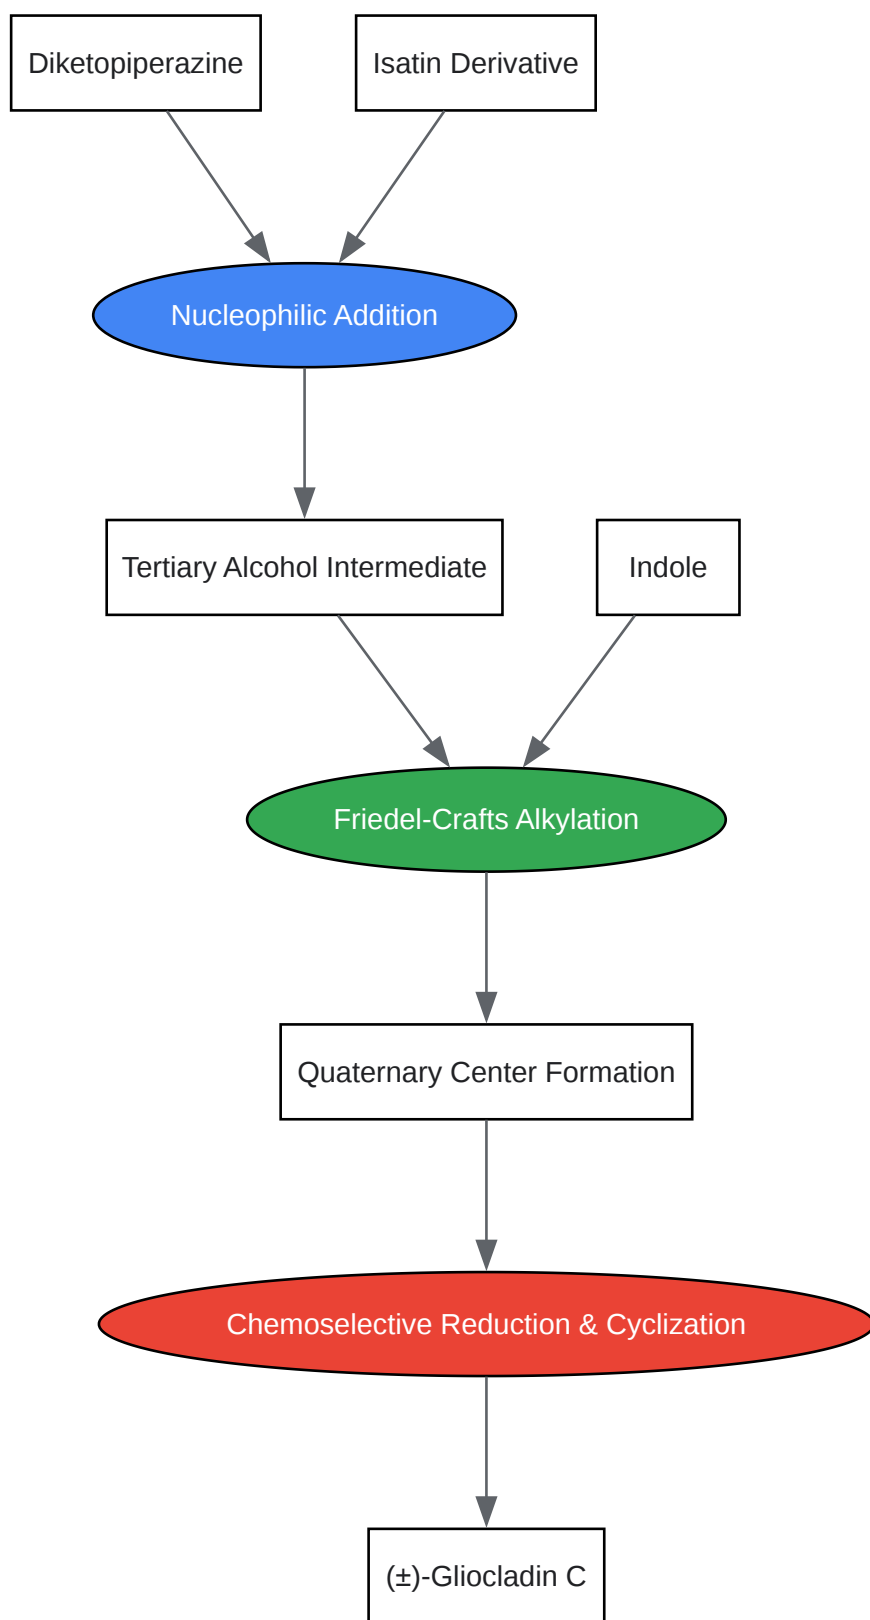 Diketopiperazine
Isatin Derivative
Nucleophilic Addition
Tertiary Alcohol Intermediate
Indole
Friedel-Crafts Alkylation
Quaternary Center Formation
Chemoselective Reduction & Cyclization
(±)-Gliocladin C